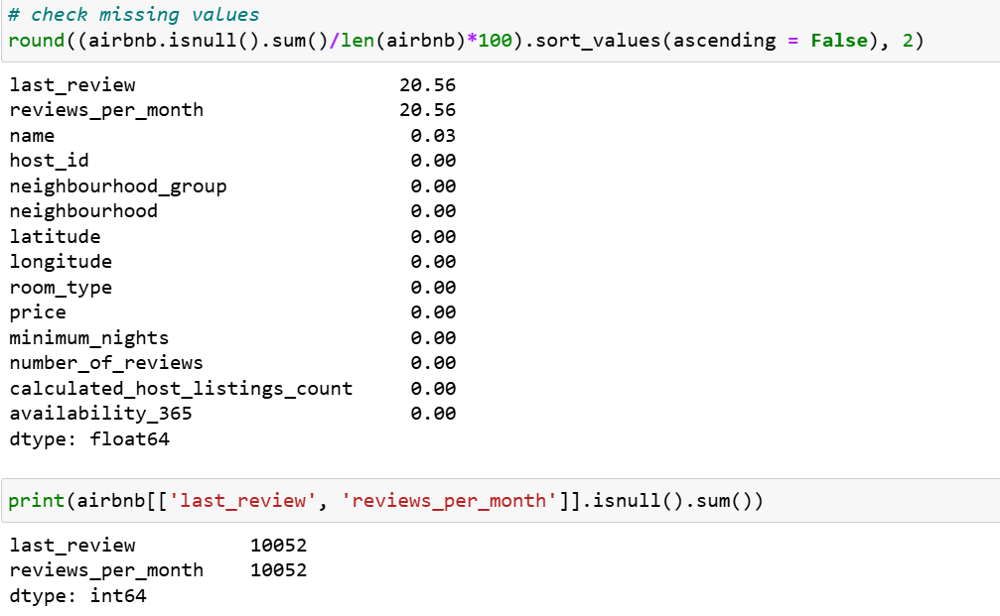 # check missing values
round((airbnb.isnull().sum()/len(airbnb)*100).sort_values(ascending = False), 2)
last_review 20.56
reviews_per_month 20.56
name 0.03
host_id 0.00
neighbourhood_group 0.00
neighbourhood 0.00
latitude 0.00
longitude 0.00
room_type 0.00
price 0.00
minimum_nights 0.00
number_of_reviews 0.00
calculated_host_listings_count 0.00
availability_365 0.00
dtype: float64
print(airbnb[['last_review', 'reviews_per_month']].isnull().sum())
last_review 10052
reviews_per_month 10052
dtype: int64